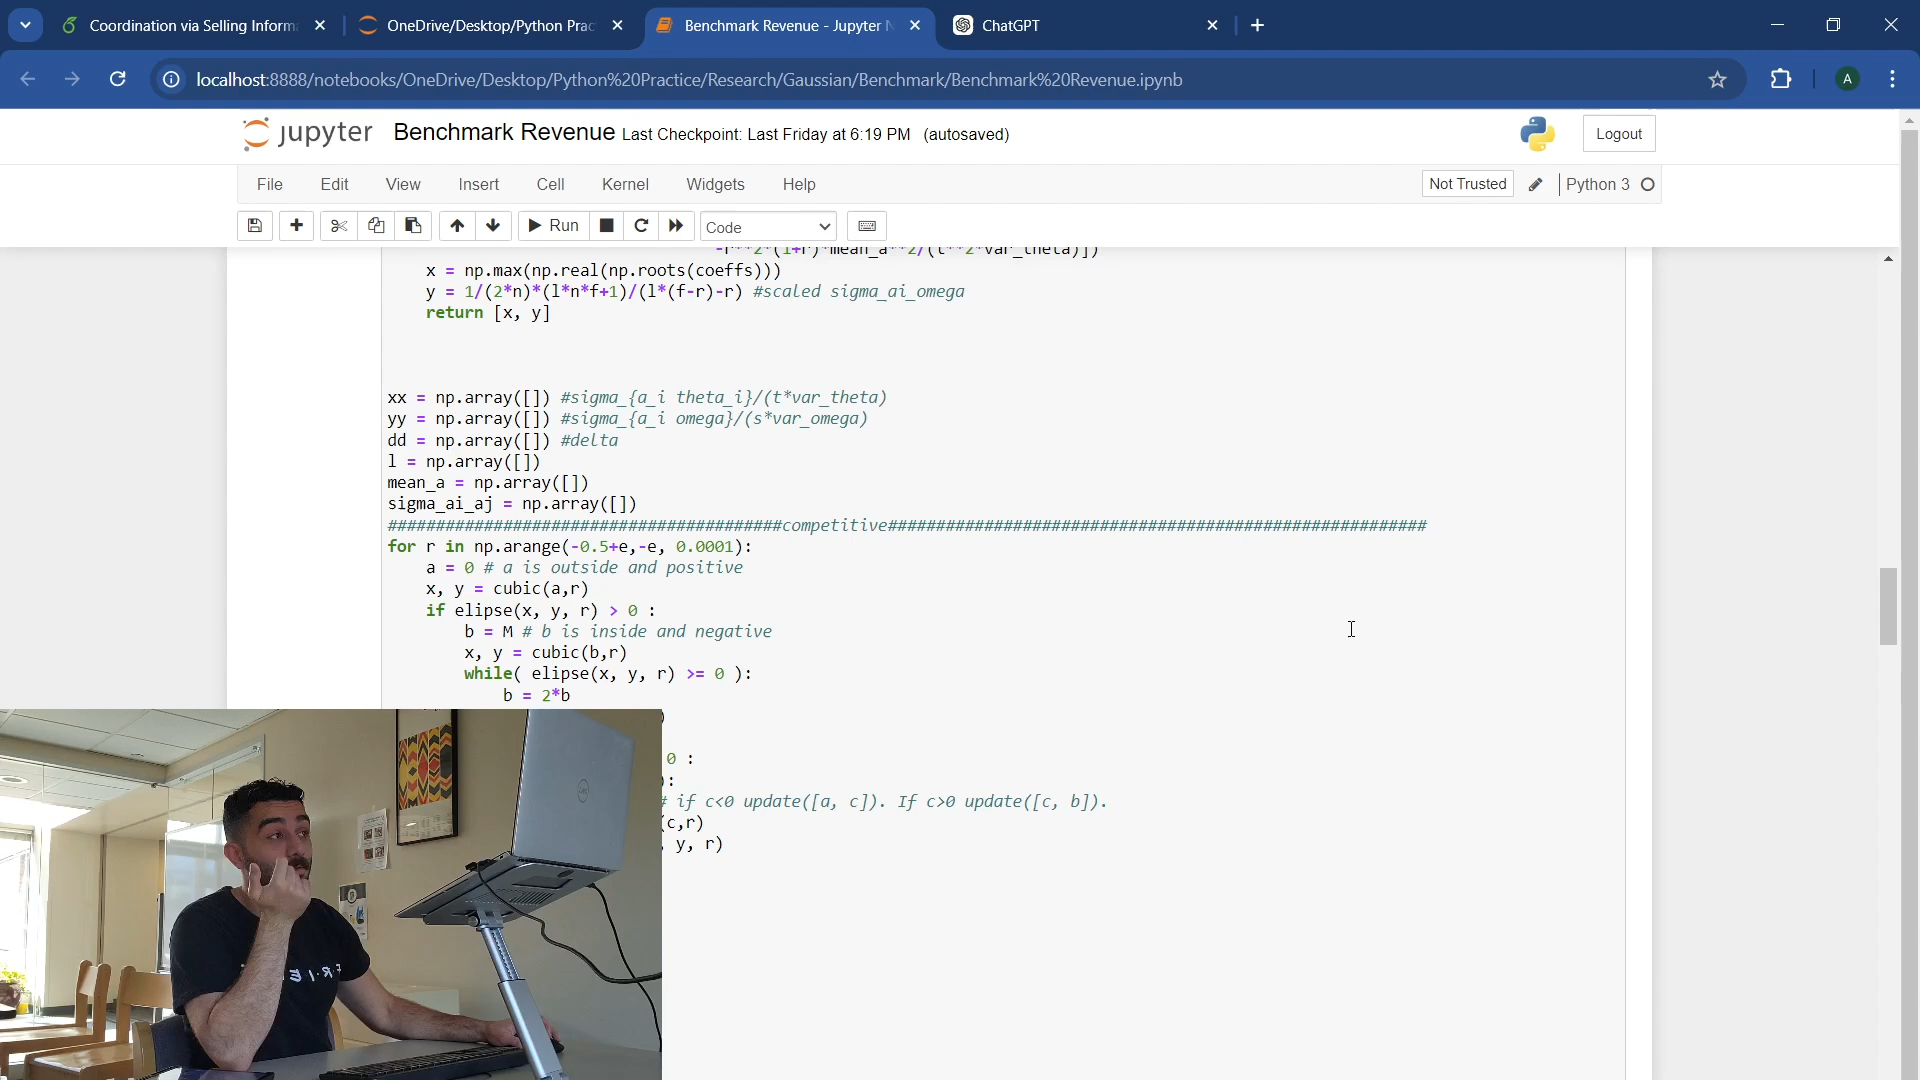 Coordination via Selling Inform
OneDrive/Desktop/Python Prac
Benchmark Revenue - Jupyter N
ChatGPT
localhost:8888/notebooks/OneDrive/Desktop/Python%20Practice/Research/Gaussian/Benchmark/Benchmark%20Revenue.ipynb
A
jupyter Benchmark Revenue Last Checkpoint: Last Friday at 6:19 PM (autosaved)
Logout
File Edit View Insert Cell Kernel Widgets Help
Not Trusted
Python 3
Run
Code
-r**2*(1+r)*mean_a**2/(t**2*var_theta)])
x = np.max(np.real(np.roots(coeffs)))
y = 1/(2*n)*(l*n*f+1)/(l*(f-r)-r) #scaled sigma_ai_omega
return [x, y]
xx = np.array([]) #sigma_{a_i theta_i}/(t*var_theta)
yy = np.array([]) #sigma_{a_i omega}/(s*var_omega)
dd = np.array([]) #delta
l = np.array([])
mean_a = np.array([])
sigma_ai_aj = np.array([])
#########################################competitive########################################################
for r in np.arange(-0.5+e,-e, 0.0001):
a = 0 # a is outside and positive
x, y = cubic(a,r)
if elipse(x, y, r) > 0 :
b = M # b is inside and negative
x, y = cubic(b,r)
while( elipse(x, y, r) >= 0 ):
b = 2*b
)
0 :
):
# if c<0 update([a, c]). If c>0 update([c, b]).
(c,r)
, y, r)
DELL